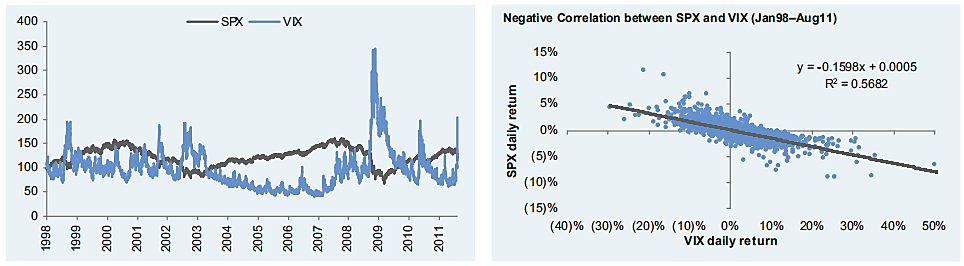 SPX VIX
400
350
300
250
200
150
100
50
0
1998 1999 2000 2001 2002 2003 2004 2005 2006 2007 2008 2009 2010 2011
Negative Correlation between SPX and VIX (Jan98–Aug11)
y = -0.1598x + 0.0005
R² = 0.5682
15%
10%
5%
0%
(5)%
(10)%
(15)%
SPX daily return
(40)% (30)% (20)% (10)% 0% 10% 20% 30% 40% 50%
VIX daily return